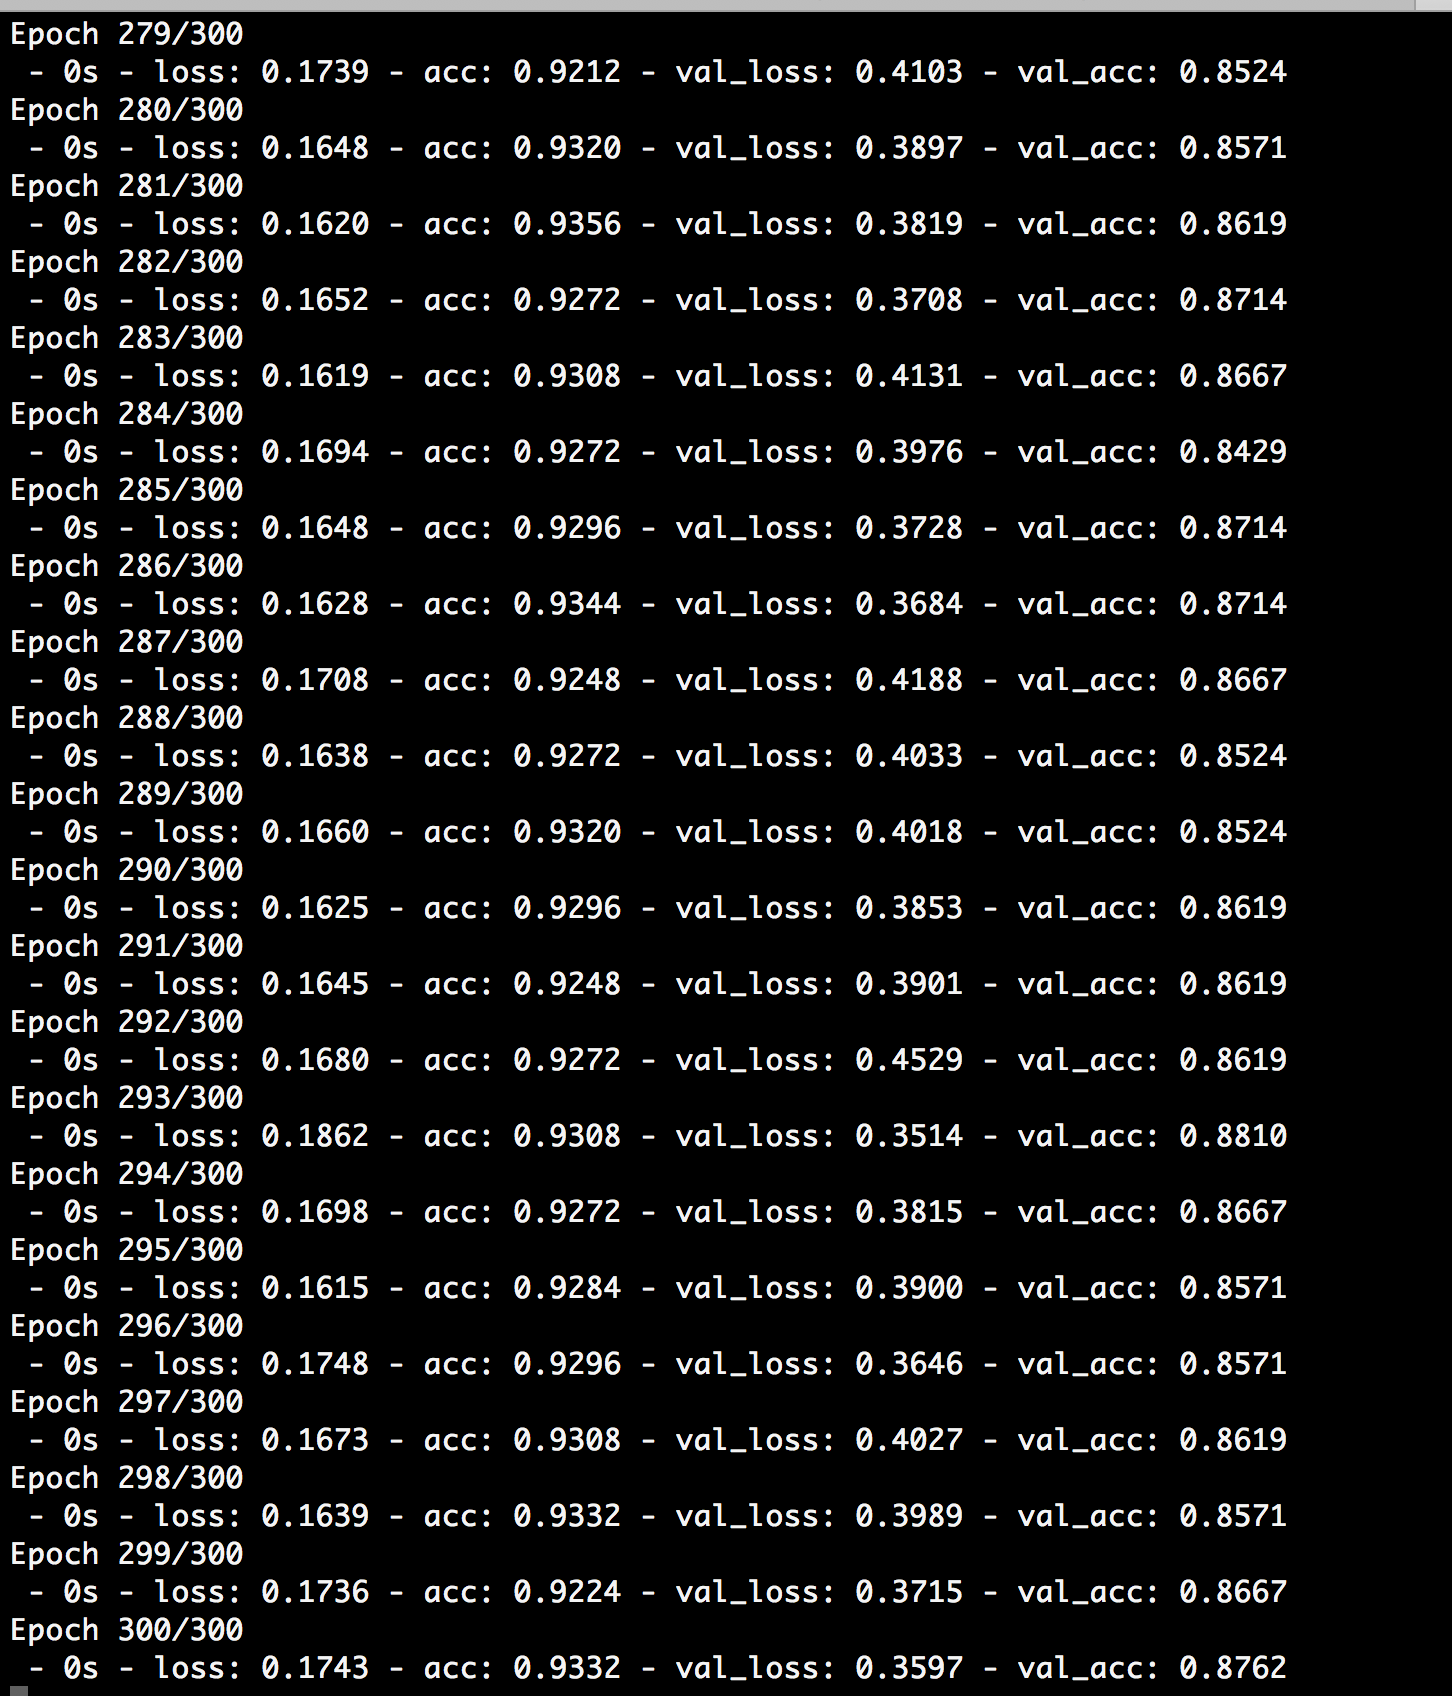 Epoch 279/300
 - 0s - loss: 0.1739 - acc: 0.9212 - val_loss: 0.4103 - val_acc: 0.8524
Epoch 280/300
 - 0s - loss: 0.1648 - acc: 0.9320 - val_loss: 0.3897 - val_acc: 0.8571
Epoch 281/300
 - 0s - loss: 0.1620 - acc: 0.9356 - val_loss: 0.3819 - val_acc: 0.8619
Epoch 282/300
 - 0s - loss: 0.1652 - acc: 0.9272 - val_loss: 0.3708 - val_acc: 0.8714
Epoch 283/300
 - 0s - loss: 0.1619 - acc: 0.9308 - val_loss: 0.4131 - val_acc: 0.8667
Epoch 284/300
 - 0s - loss: 0.1694 - acc: 0.9272 - val_loss: 0.3976 - val_acc: 0.8429
Epoch 285/300
 - 0s - loss: 0.1648 - acc: 0.9296 - val_loss: 0.3728 - val_acc: 0.8714
Epoch 286/300
 - 0s - loss: 0.1628 - acc: 0.9344 - val_loss: 0.3684 - val_acc: 0.8714
Epoch 287/300
 - 0s - loss: 0.1708 - acc: 0.9248 - val_loss: 0.4188 - val_acc: 0.8667
Epoch 288/300
 - 0s - loss: 0.1638 - acc: 0.9272 - val_loss: 0.4033 - val_acc: 0.8524
Epoch 289/300
 - 0s - loss: 0.1660 - acc: 0.9320 - val_loss: 0.4018 - val_acc: 0.8524
Epoch 290/300
 - 0s - loss: 0.1625 - acc: 0.9296 - val_loss: 0.3853 - val_acc: 0.8619
Epoch 291/300
 - 0s - loss: 0.1645 - acc: 0.9248 - val_loss: 0.3901 - val_acc: 0.8619
Epoch 292/300
 - 0s - loss: 0.1680 - acc: 0.9272 - val_loss: 0.4529 - val_acc: 0.8619
Epoch 293/300
 - 0s - loss: 0.1862 - acc: 0.9308 - val_loss: 0.3514 - val_acc: 0.8810
Epoch 294/300
 - 0s - loss: 0.1698 - acc: 0.9272 - val_loss: 0.3815 - val_acc: 0.8667
Epoch 295/300
 - 0s - loss: 0.1615 - acc: 0.9284 - val_loss: 0.3900 - val_acc: 0.8571
Epoch 296/300
 - 0s - loss: 0.1748 - acc: 0.9296 - val_loss: 0.3646 - val_acc: 0.8571
Epoch 297/300
 - 0s - loss: 0.1673 - acc: 0.9308 - val_loss: 0.4027 - val_acc: 0.8619
Epoch 298/300
 - 0s - loss: 0.1639 - acc: 0.9332 - val_loss: 0.3989 - val_acc: 0.8571
Epoch 299/300
 - 0s - loss: 0.1736 - acc: 0.9224 - val_loss: 0.3715 - val_acc: 0.8667
Epoch 300/300
 - 0s - loss: 0.1743 - acc: 0.9332 - val_loss: 0.3597 - val_acc: 0.8762